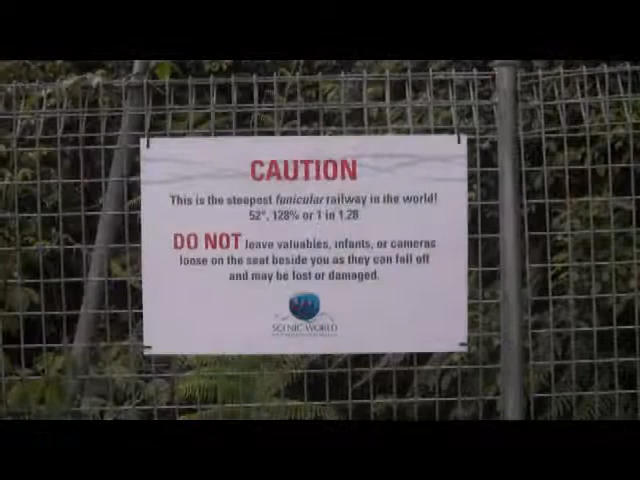 CAUTION
This is the steepest funicular railway in the world!
52°, 128% or 1 in 1.28
DO NOT leave valuables, infants, or cameras
loose on the seat beside you as they can fall off
and may be lost or damaged.
SCENIC WORLD